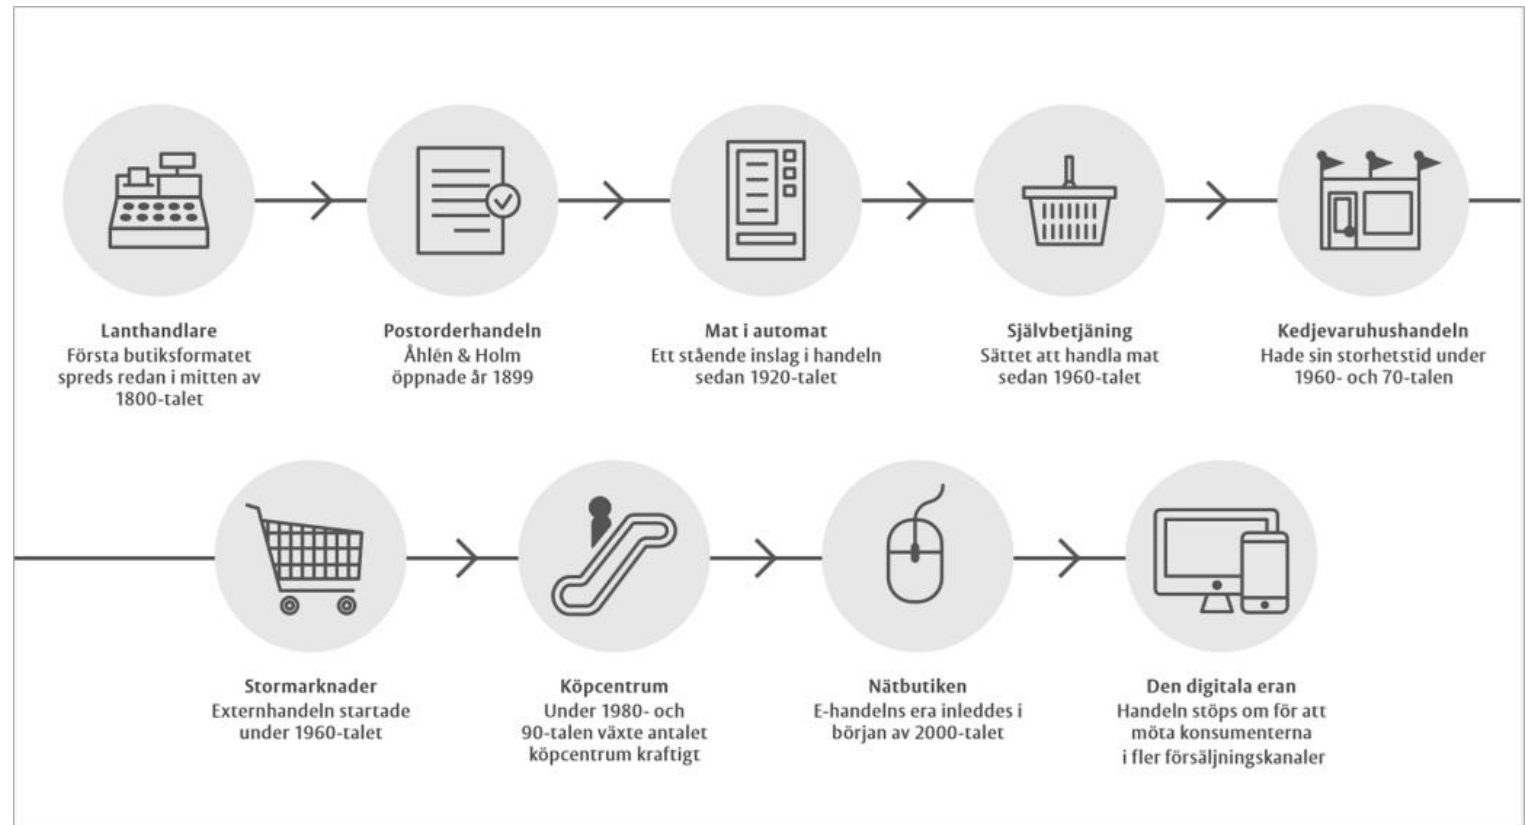 Lanthandlare
Första butiksformatet
spreds redan i mitten av
1800-talet
Postorderhandeln
Åhlén & Holm
öppnade år 1899
Mat i automat
Ett stående inslag i handeln
sedan 1920-talet
Självbetjäning
Sättet att handla mat
sedan 1960-talet
Kedjevaruhushandeln
Hade sin storhetstid under
1960- och 70-talen
Stormarknader
Externhandeln startade
under 1960-talet
Köpcentrum
Under 1980- och
90-talen växte antalet
köpcentrum kraftigt
Nätbutiken
E-handelns era inleddes i
början av 2000-talet
Den digitala eran
Handeln stöps om för att
möta konsumenterna
i fler försäljningskanaler